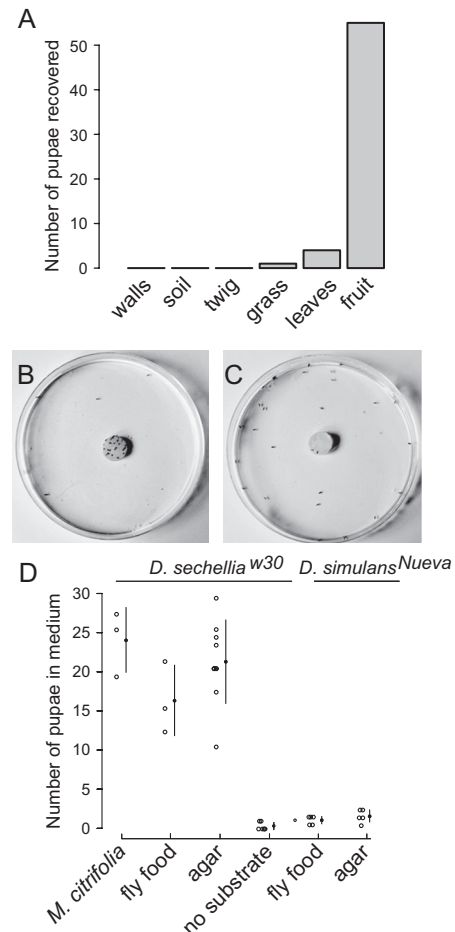 A
Number of pupae recovered
50
40
30
20
10
0
walls
soil
twig
grass
leaves
fruit
B
C
D
D. sechellia w30
D. simulans Nueva
Number of pupae in medium
30
25
20
15
10
5
0
M. citrifolia
fly food
agar
no substrate
fly food
agar